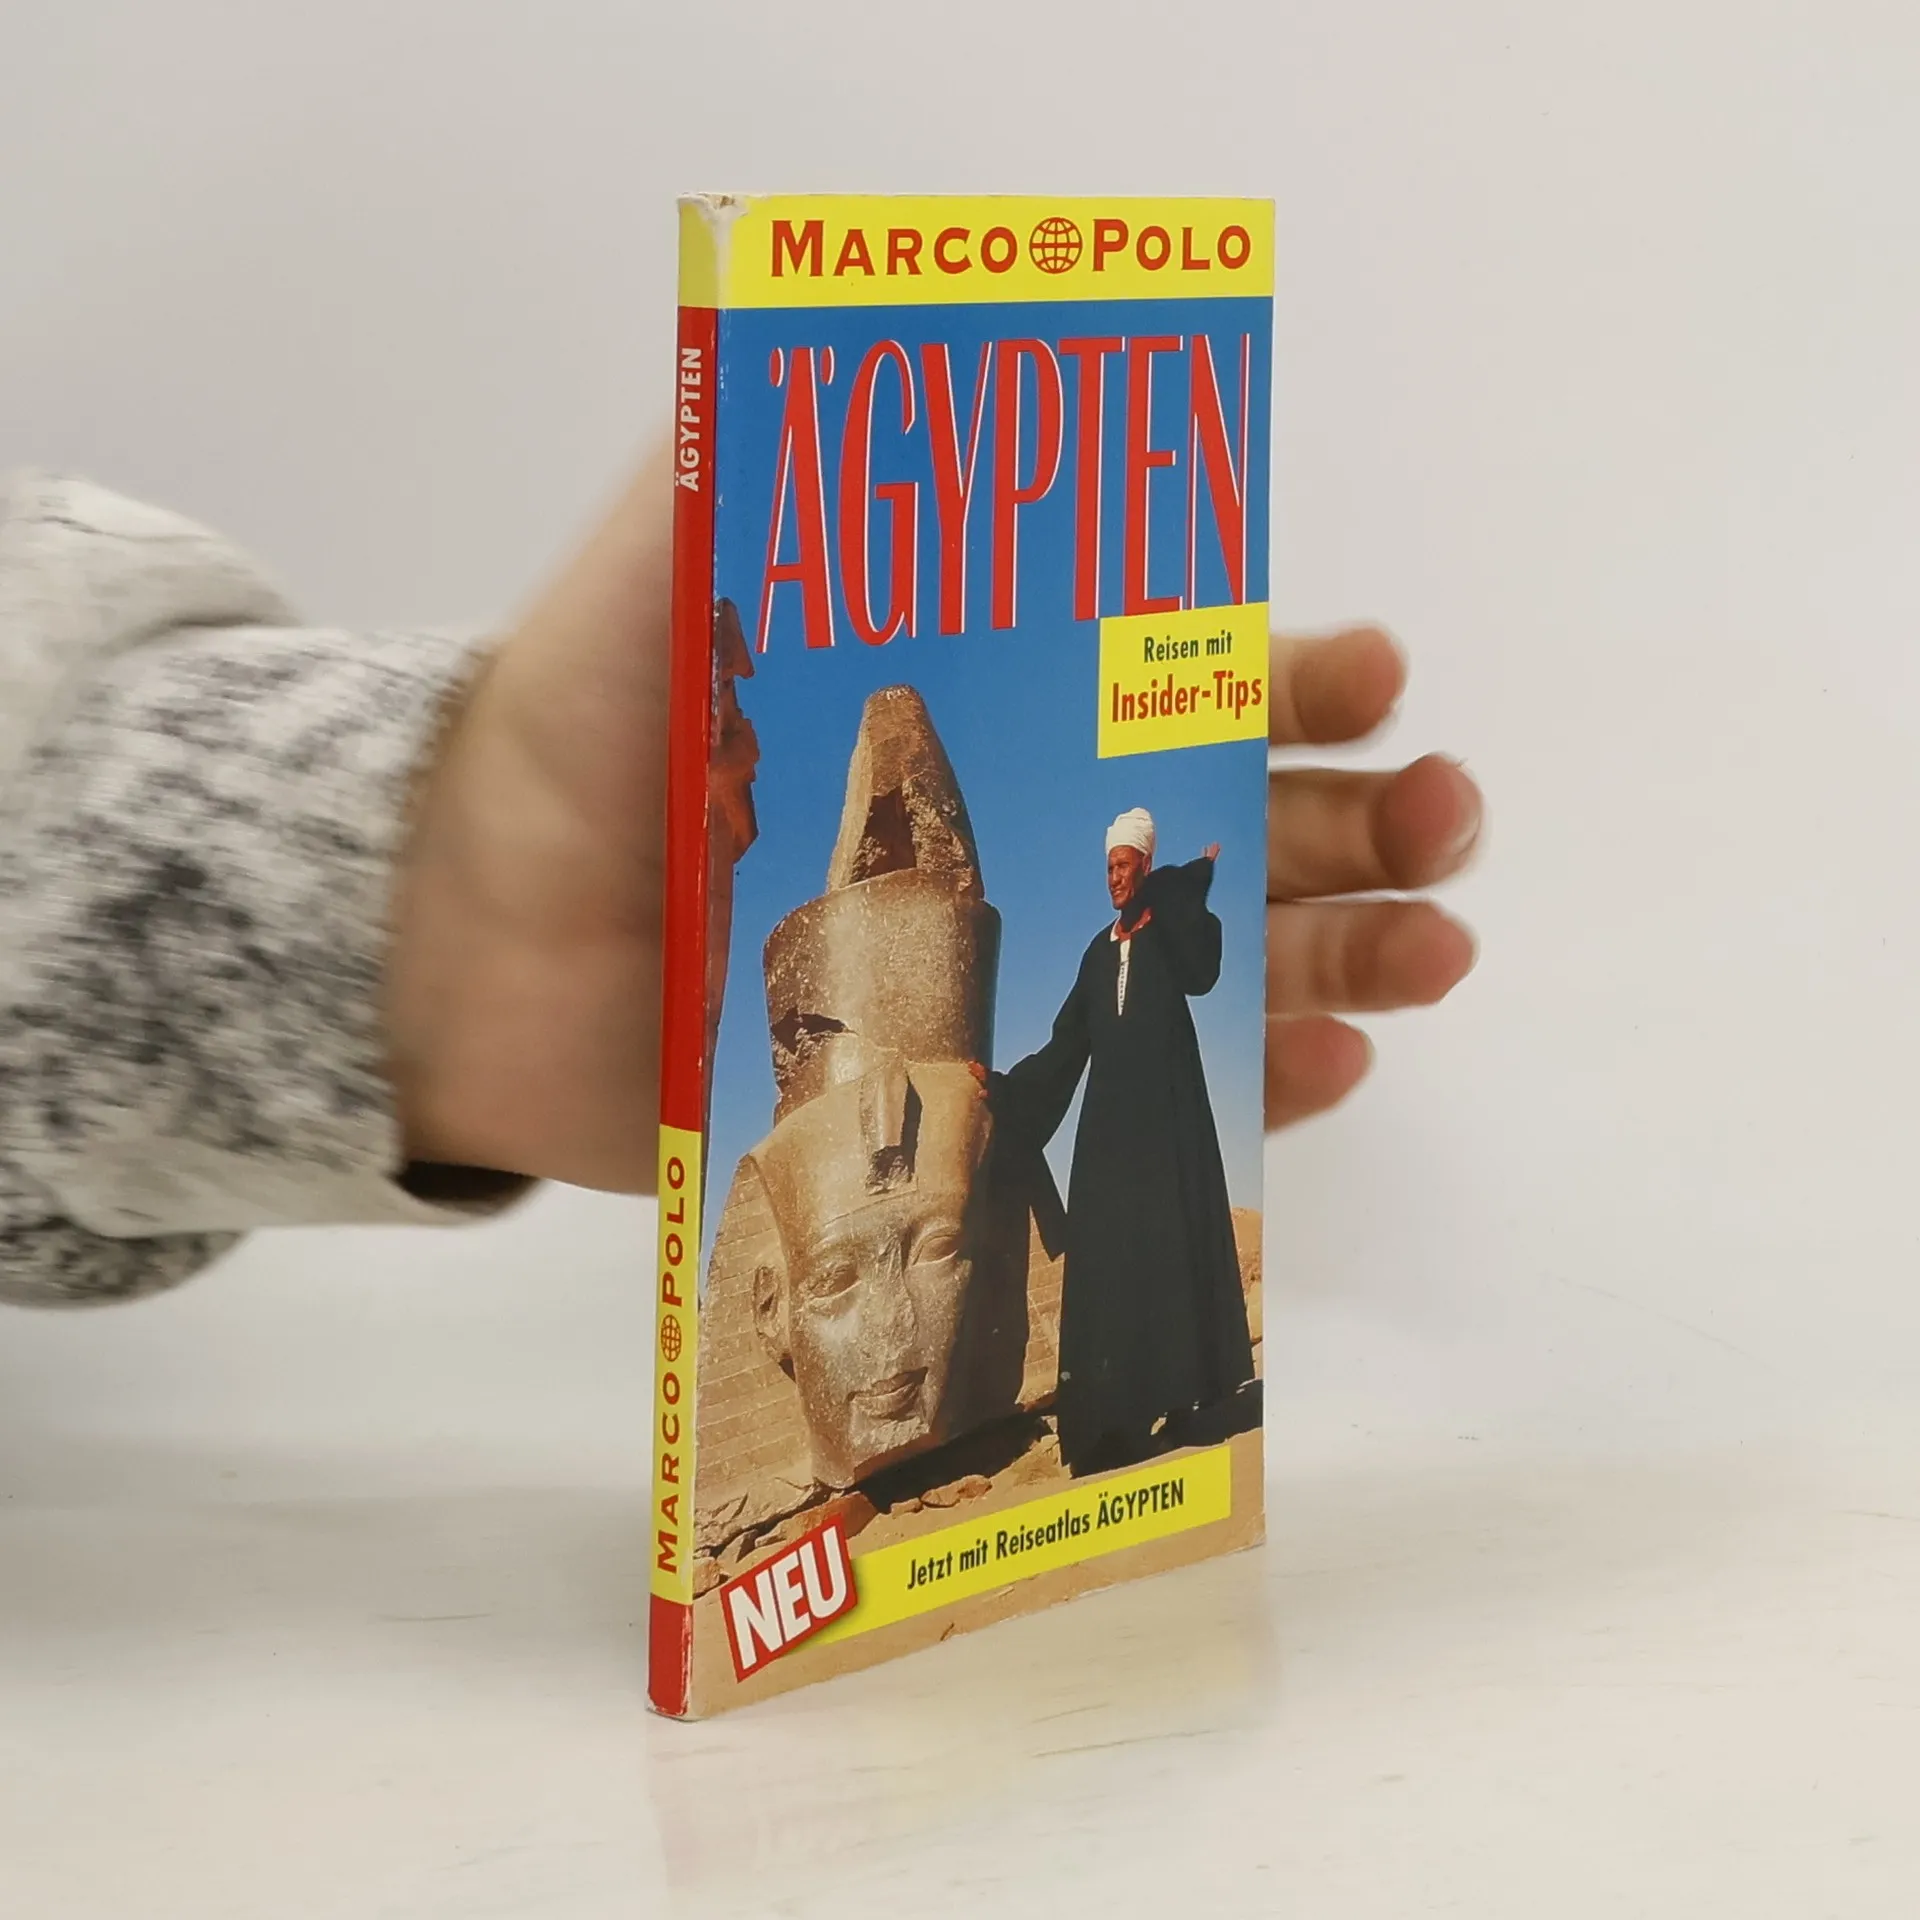 MARCO POLO
ÄGYPTEN
Reisen mit
Insider-Tips
NEU
Jetzt mit Reiseatlas ÄGYPTEN
ÄGYPTEN
MARCO POLO